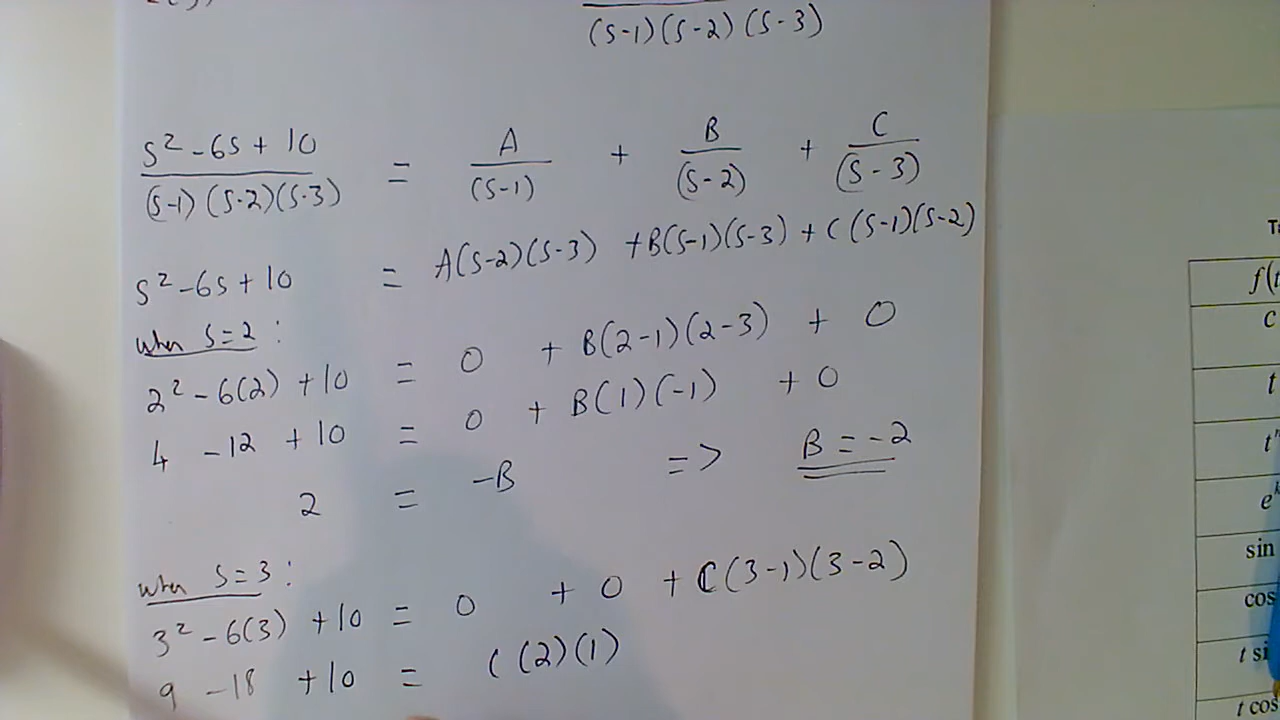 (S-1)(S-2)(S-3)
S² - 6S + 10 / (S-1)(S-2)(S-3) = A / (S-1) + B / (S-2) + C / (S-3)
S² - 6S + 10 = A(S-2)(S-3) + B(S-1)(S-3) + C(S-1)(S-2)
when S=2 :
2² - 6(2) + 10 = 0 + B(2-1)(2-3) + 0
4 - 12 + 10 = 0 + B(1)(-1) + 0
2 = -B => B = -2
when S=3 :
3² - 6(3) + 10 = 0 + 0 + C(3-1)(3-2)
9 - 18 + 10 = C(2)(1)
f(
c
t
t
e
sin
cos
t si
t cos